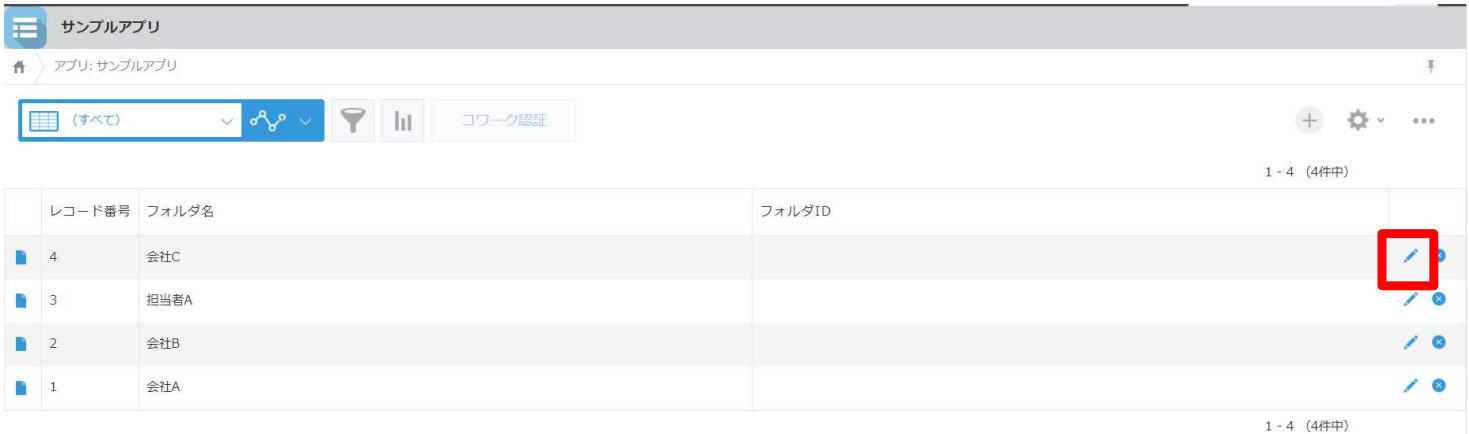 サンプルアプリ
アプリ: サンプルアプリ
(すべて) コワーク認証
1 - 4 (4件中)
レコード番号 フォルダ名 フォルダID
4 会社C
3 担当者A
2 会社B
1 会社A
1 - 4 (4件中)